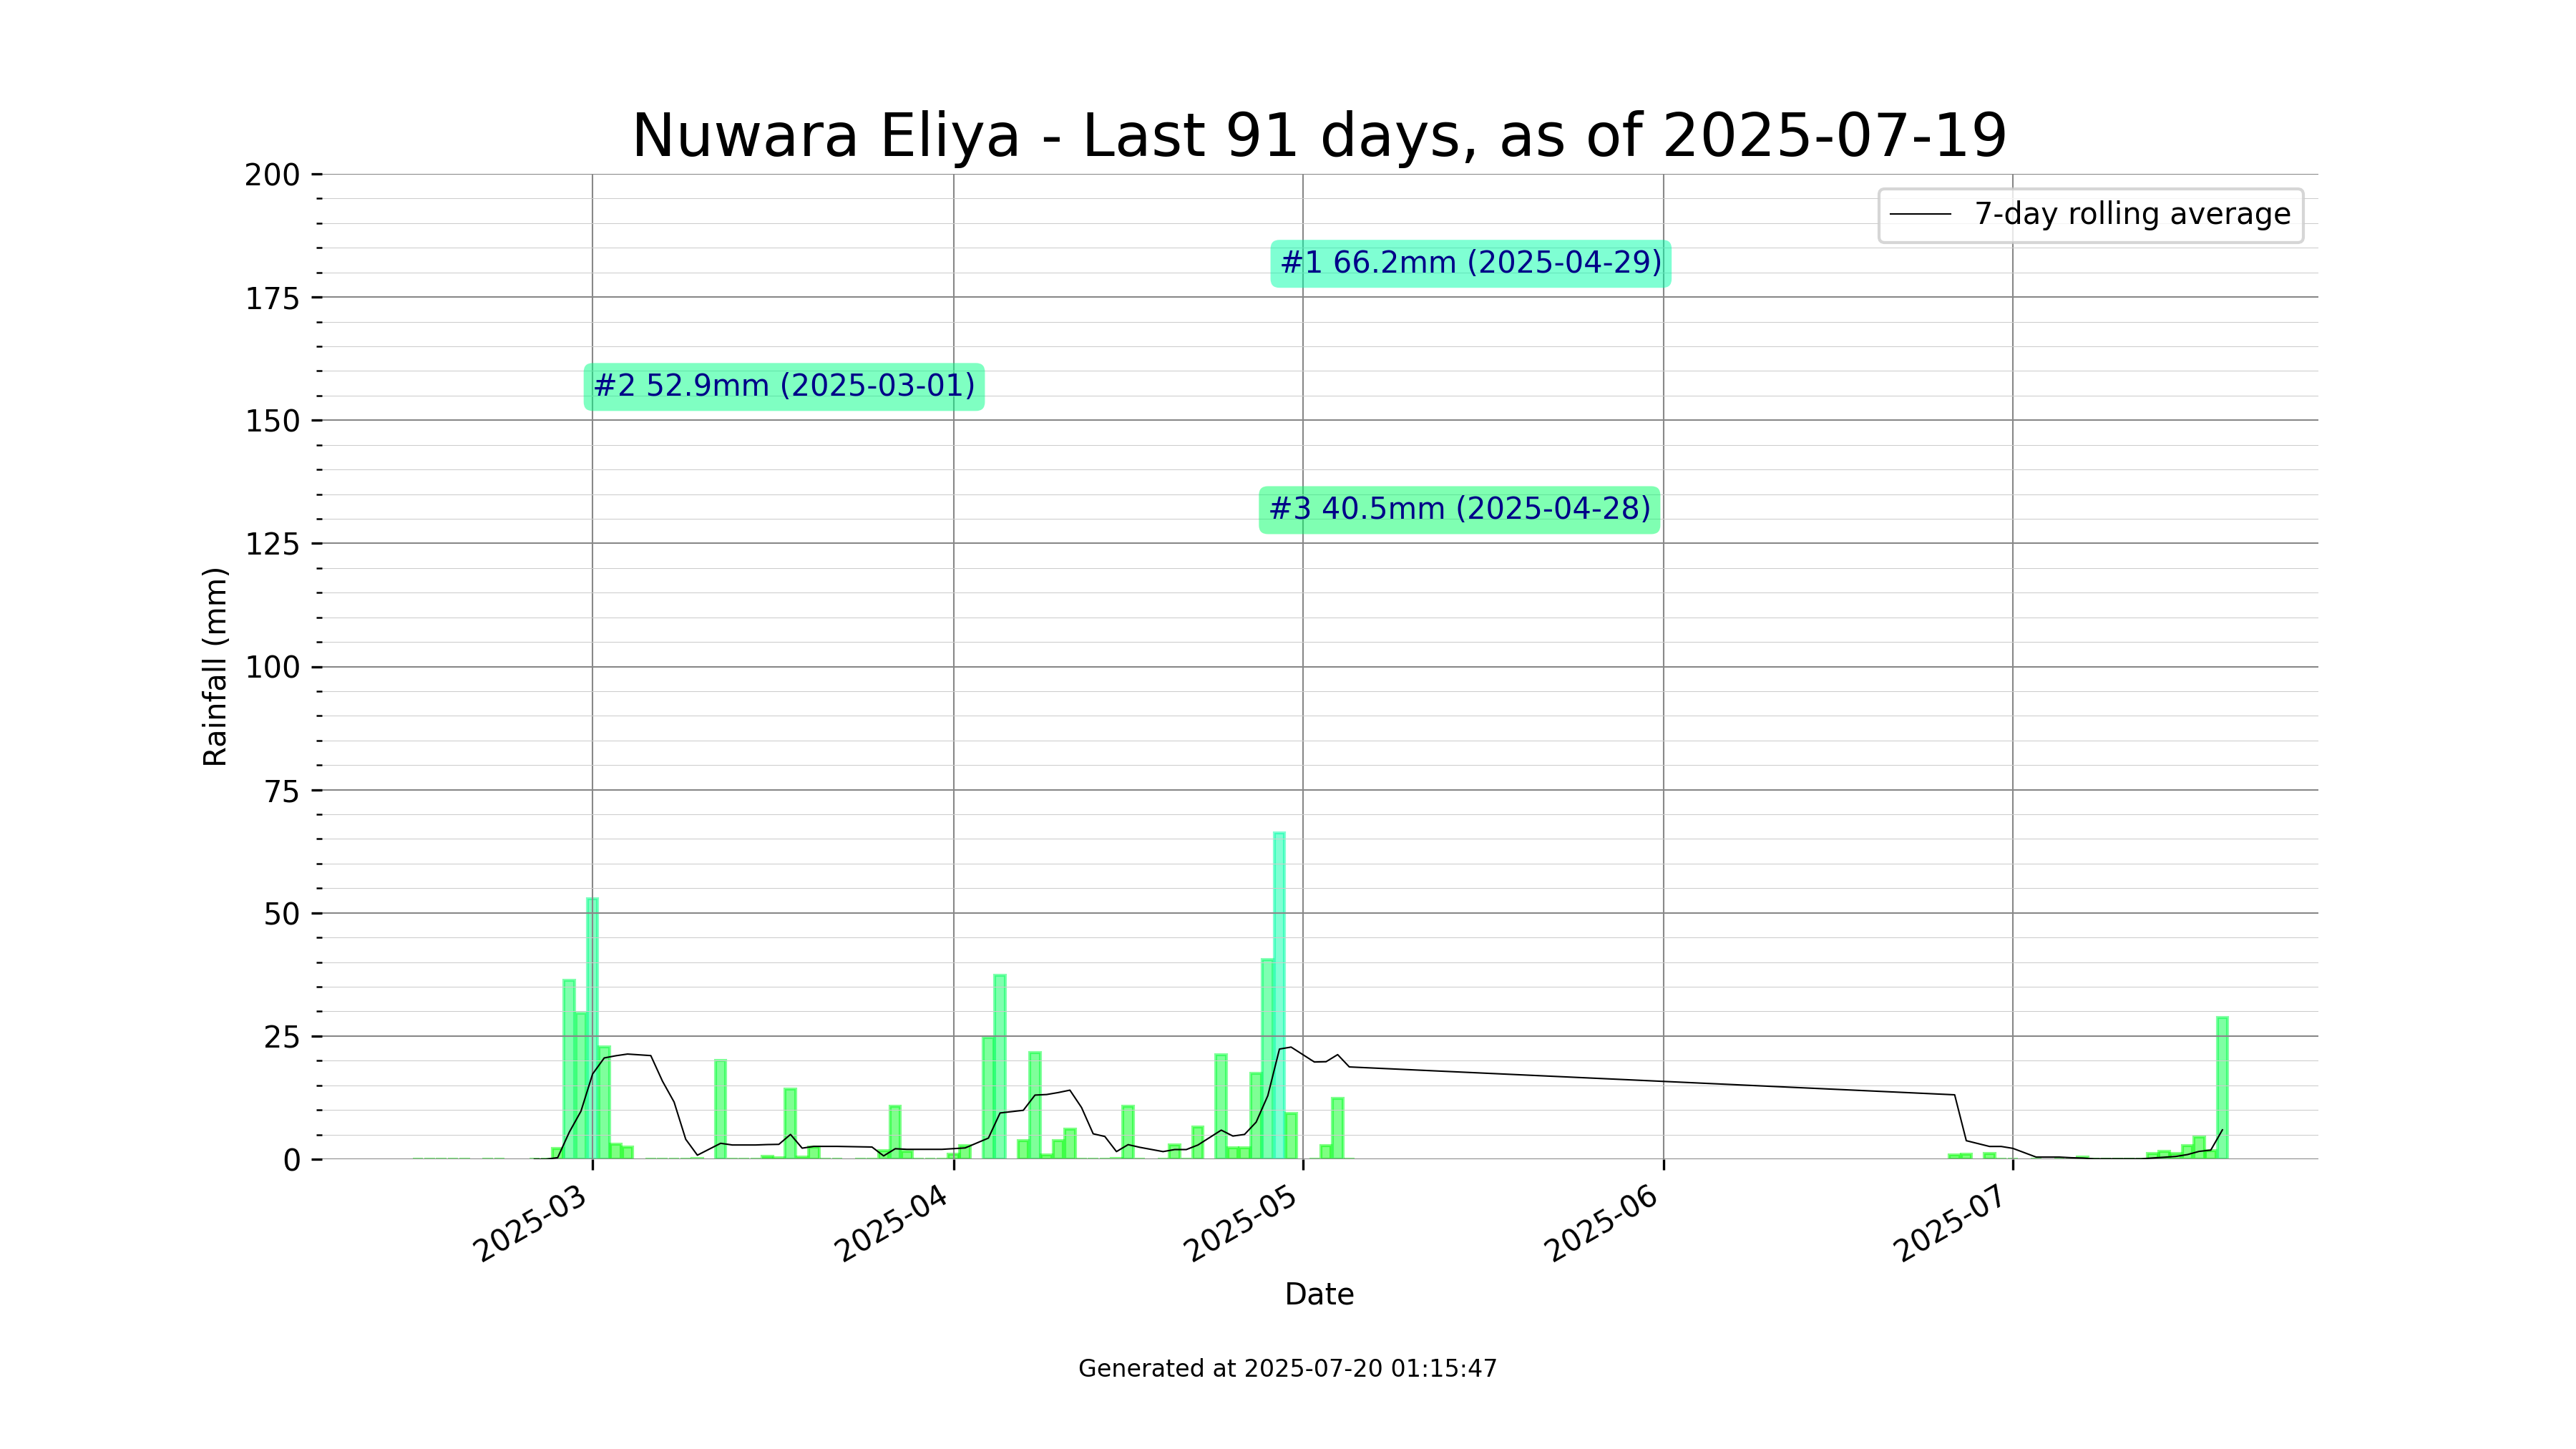 Nuwara Eliya - Last 91 days, as of 2025-07-19
7-day rolling average
#1 66.2mm (2025-04-29)
#2 52.9mm (2025-03-01)
#3 40.5mm (2025-04-28)
Rainfall (mm)
200
175
150
125
100
75
50
25
0
2025-03
2025-04
2025-05
2025-06
2025-07
Date
Generated at 2025-07-20 01:15:47